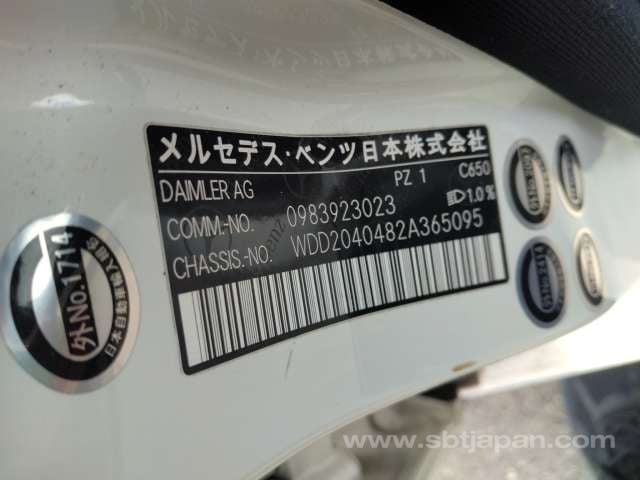 メルセデス・ベンツ日本株式会社
DAIMLER AG
PZ 1
C650
COMM.-NO.
0983923023
1.0%
CHASSIS.-NO.
WDD2040482A365095
外No.1714
www.sbtjapan.com